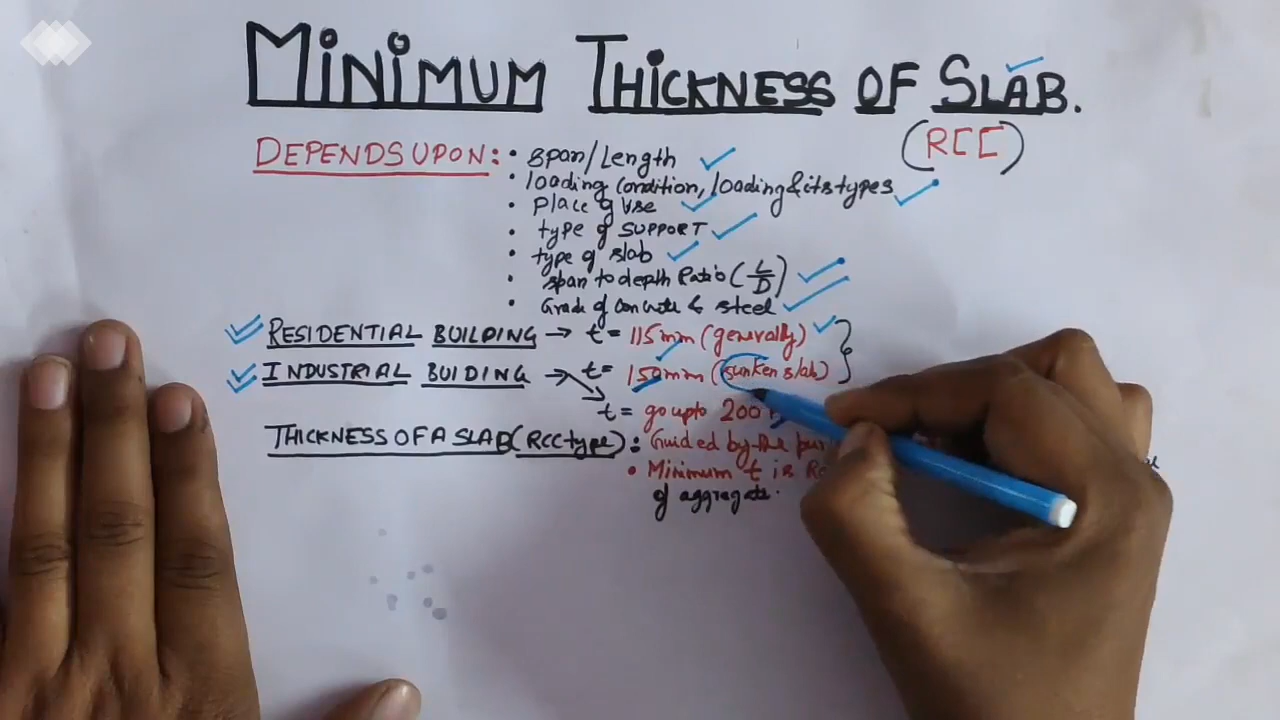 MINIMUM THICKNESS OF SLAB.
(RCC)
DEPENDS UPON: • span/Length
• loading condition, loading & its types
• Place of Use
• type of SUPPORT
• type of slab
• span to depth Ratio (L/D)
• Grade of concrete & steel
RESIDENTIAL BUILDING → t = 115mm (generally)
INDUSTRIAL BUIDING → t = 150mm (sunken slab)
t = go upto 200
THICKNESS OF A SLAB (RCC type): Guided by the
• Minimum t is
of aggregate.